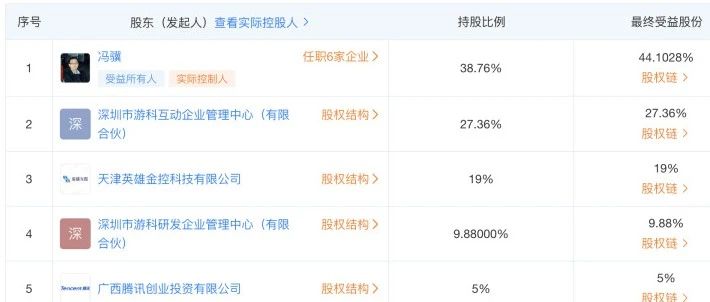 序号 股东（发起人）查看实际控股人 > 持股比例 最终受益股份
1 冯骥 任职6家企业 > 38.76% 44.1028%
受益所有人 实际控制人 股权链 >
2 深 深圳市游科互动企业管理中心（有限 股权结构 > 27.36% 27.36%
合伙） 股权链 >
3 天津英雄金控科技有限公司 股权结构 > 19% 19%
股权链 >
4 深 深圳市游科研发企业管理中心（有限 股权结构 > 9.88000% 9.88%
合伙） 股权链 >
5 Tencent 腾讯 广西腾讯创业投资有限公司 股权结构 > 5% 5%
股权链 >